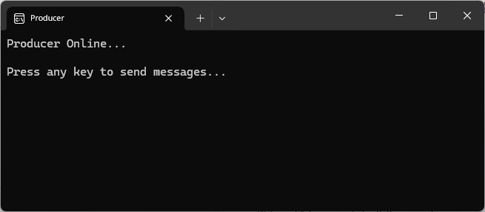 Producer
Producer Online...
Press any key to send messages...